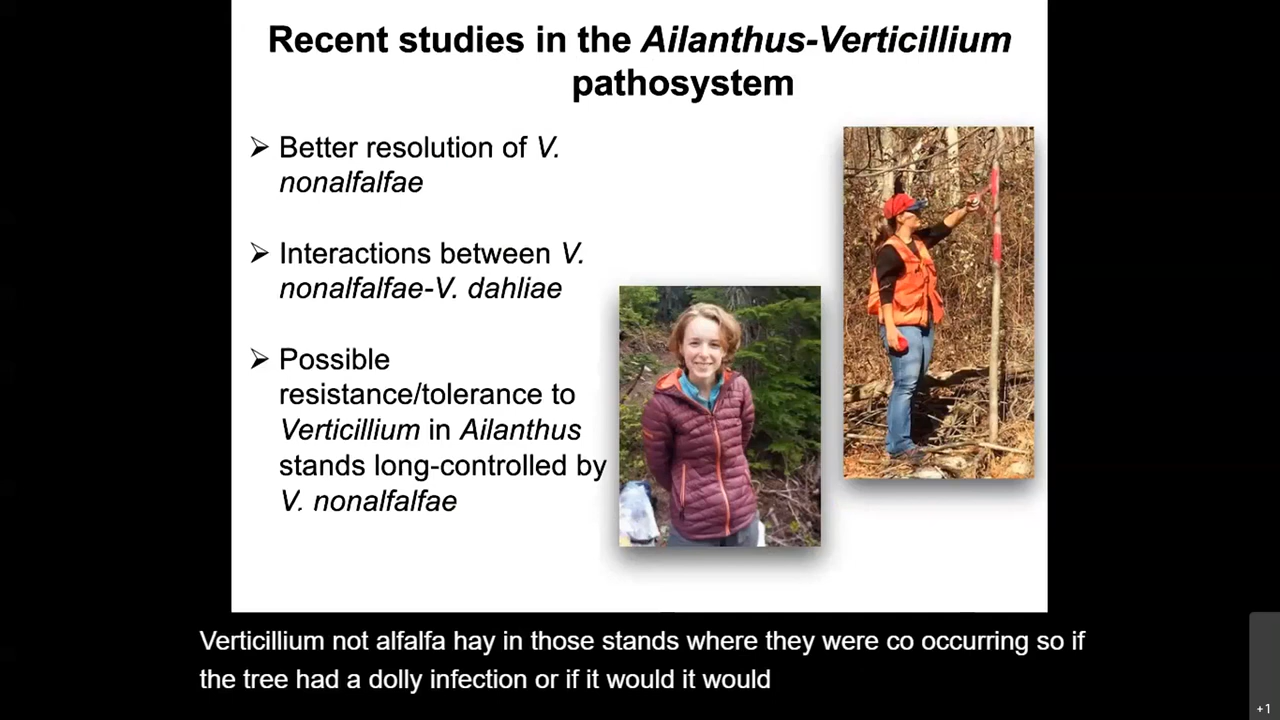 Recent studies in the Ailanthus-Verticillium
pathosystem
➢ Better resolution of V.
nonalfalfae
➢ Interactions between V.
nonalfalfae-V. dahliae
➢ Possible
resistance/tolerance to
Verticillium in Ailanthus
stands long-controlled by
V. nonalfalfae
Verticillium not alfalfa hay in those stands where they were co occurring so if
the tree had a dolly infection or if it would it would
+1